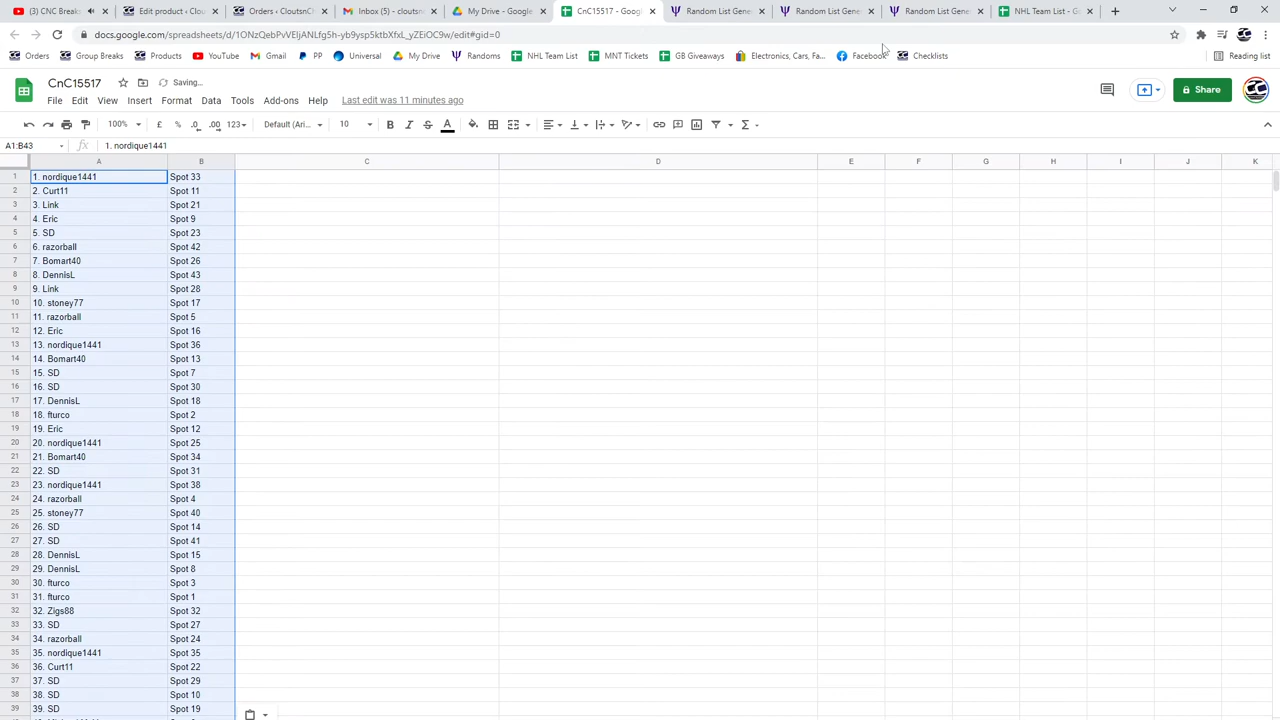 (3) CNC Breaks
Edit product ‹ Clou
Orders ‹ CloutsnC
Inbox (5) - cloutsn
My Drive - Google
CnC15517 - Googl
Random List Gene
Random List Gene
Random List Gene
NHL Team List - G
docs.google.com/spreadsheets/d/1ONzQebPvVEljANLfg5h-yb9ysp5ktbXfxL_yZEiOC9w/edit#gid=0
Orders
Products
YouTube
Gmail
PP
Universal
My Drive
Randoms
NHL Team List
MNT Tickets
GB Giveaways
Electronics, Cars, Fa...
Facebook
Checklists
Reading list
CnC15517
Saving...
File Edit View Insert Format Data Tools Add-ons Help Last edit was 11 minutes ago
Share
100% £ % .0 .00 123 Default (Ari... 10 B I S A
A1:B43 fx 1. nordique1441
A B C D E F G H I J K
1 1. nordique1441 Spot 33
2 2. Curt11 Spot 11
3 3. Link Spot 21
4 4. Eric Spot 9
5 5. SD Spot 23
6 6. razorball Spot 42
7 7. Bomart40 Spot 26
8 8. DennisL Spot 43
9 9. Link Spot 28
10 10. stoney77 Spot 17
11 11. razorball Spot 5
12 12. Eric Spot 16
13 13. nordique1441 Spot 36
14 14. Bomart40 Spot 13
15 15. SD Spot 7
16 16. SD Spot 30
17 17. DennisL Spot 18
18 18. fturco Spot 2
19 19. Eric Spot 12
20 20. nordique1441 Spot 25
21 21. Bomart40 Spot 34
22 22. SD Spot 31
23 23. nordique1441 Spot 38
24 24. razorball Spot 4
25 25. stoney77 Spot 40
26 26. SD Spot 14
27 27. SD Spot 41
28 28. DennisL Spot 15
29 29. DennisL Spot 8
30 30. fturco Spot 3
31 31. fturco Spot 1
32 32. Zigs88 Spot 32
33 33. SD Spot 27
34 34. razorball Spot 24
35 35. nordique1441 Spot 35
36 36. Curt11 Spot 22
37 37. SD Spot 29
38 38. SD Spot 10
39 39. SD Spot 19